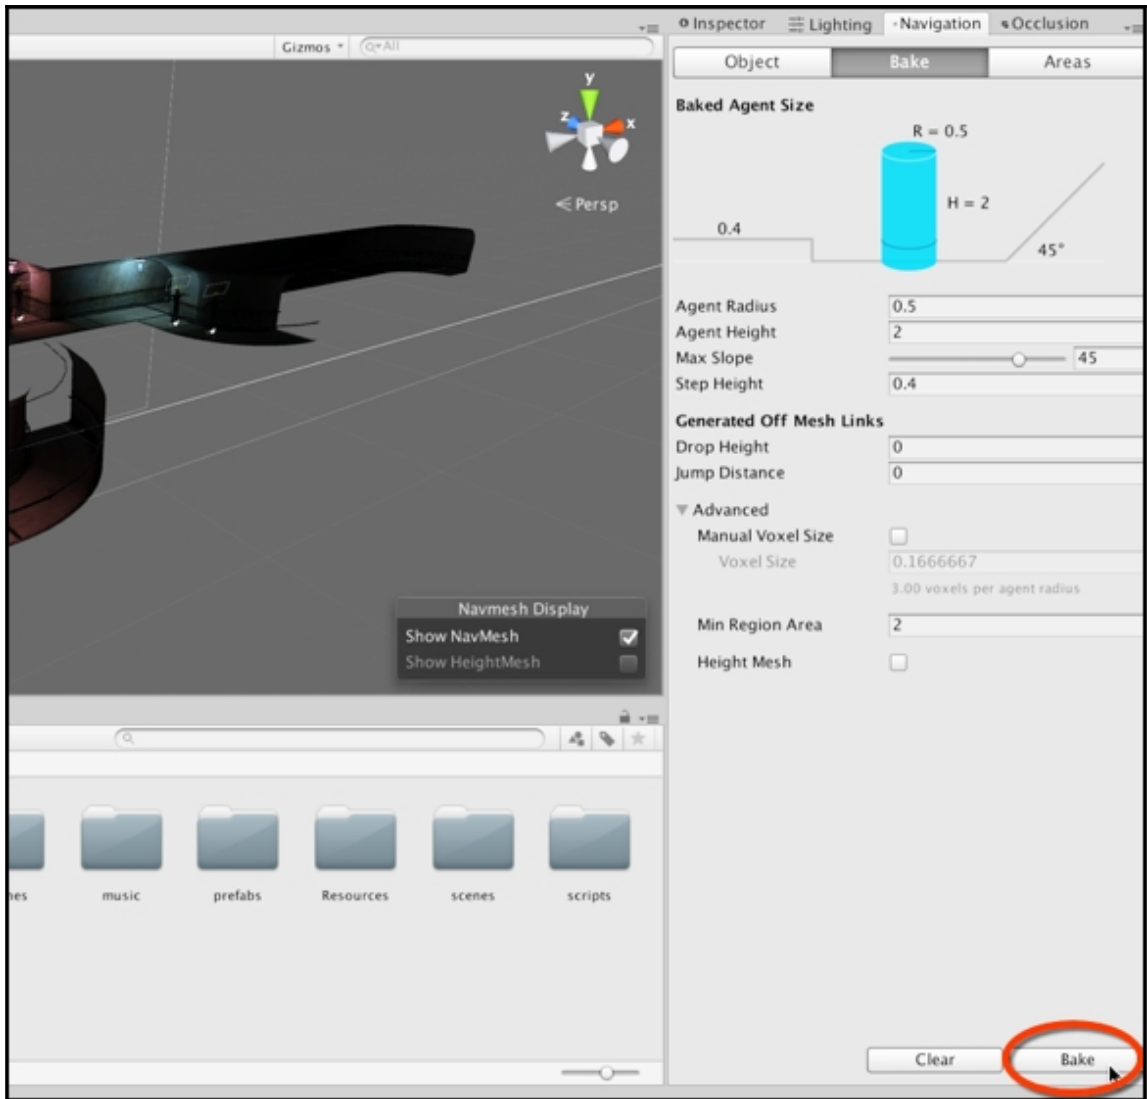 Inspector Lighting Navigation Occlusion
Gizmos All
Object Bake Areas
Baked Agent Size
R = 0.5
H = 2
0.4
45°
y
z
x
Persp
Agent Radius 0.5
Agent Height 2
Max Slope 45
Step Height 0.4
Generated Off Mesh Links
Drop Height 0
Jump Distance 0
Advanced
Manual Voxel Size
Voxel Size 0.1666667
3.00 voxels per agent radius
Min Region Area 2
Height Mesh
Navmesh Display
Show NavMesh
Show HeightMesh
nes music prefabs Resources scenes scripts
Clear Bake